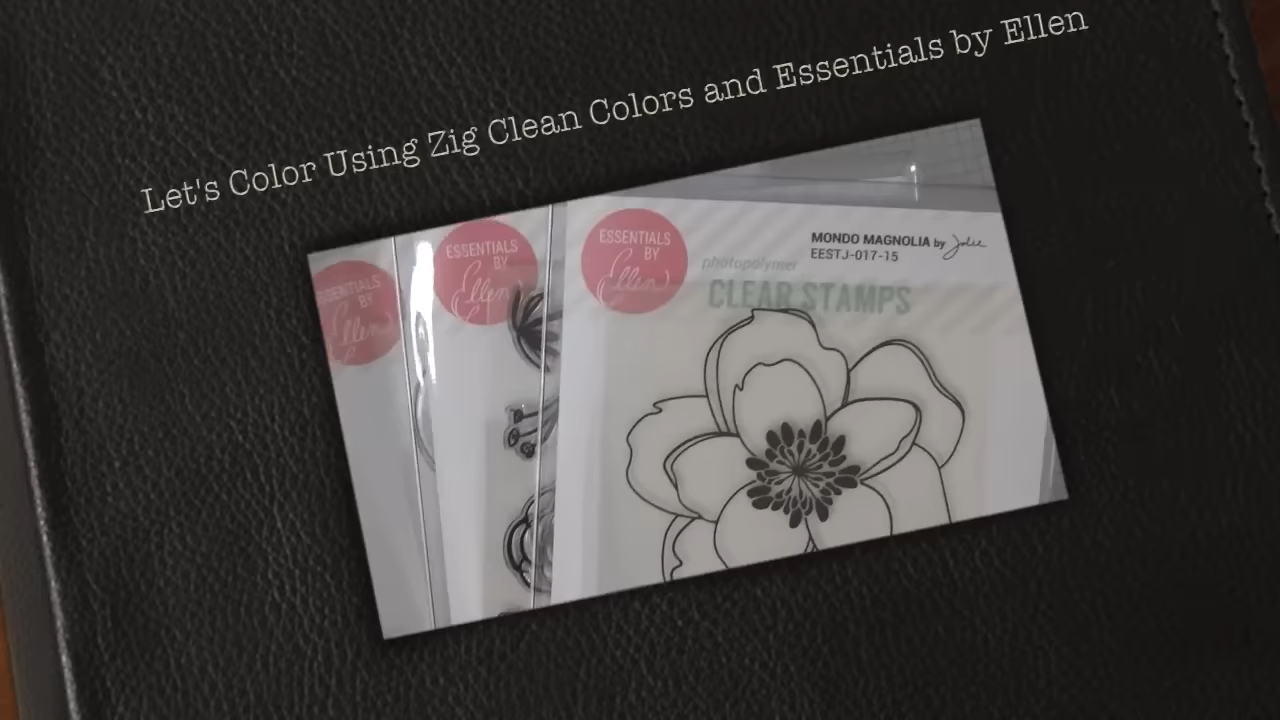 Let's Color Using Zig Clean Colors and Essentials by Ellen
ESSENTIALS
BY
Ellen
ESSENTIALS
BY
Ellen
ESSENTIALS
BY
Ellen
photopolymer
CLEAR STAMPS
MONDO MAGNOLIA by Jolie
EESTJ-017-15